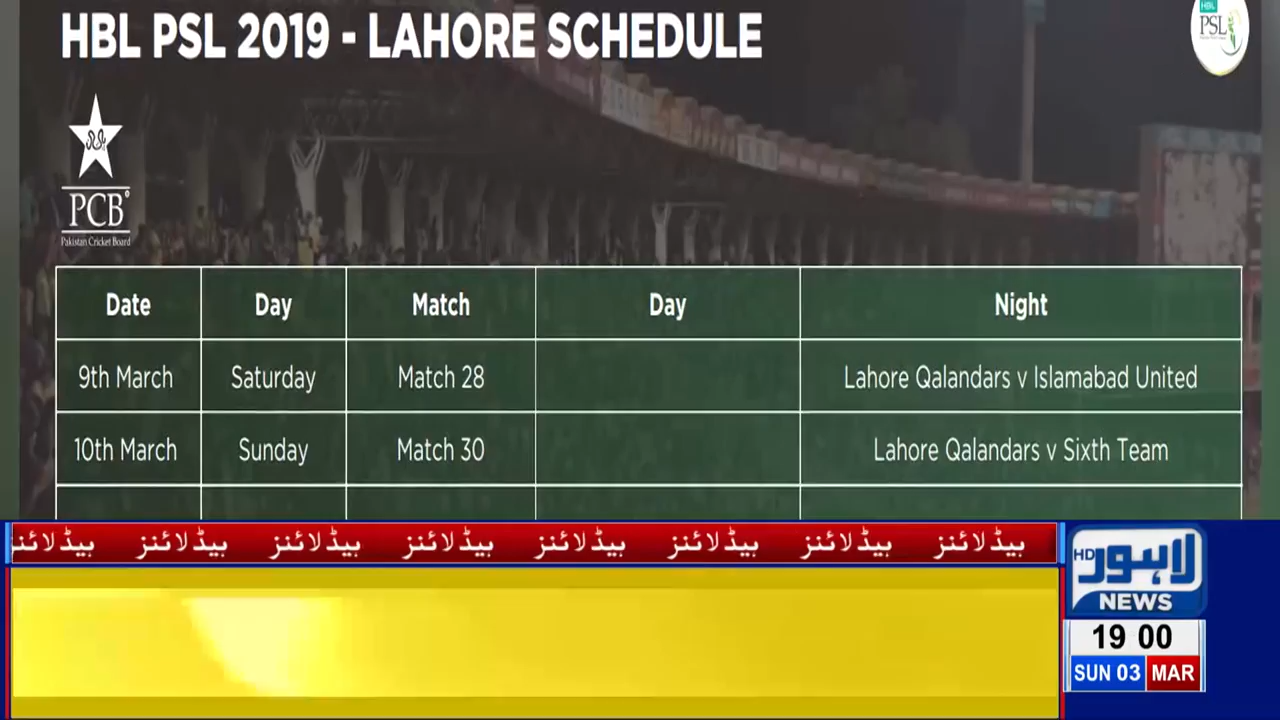 HBL PSL 2019 - LAHORE SCHEDULE
HBL
PSL
PCB
Pakistan Cricket Board
Date Day Match Day Night
9th March Saturday Match 28 Lahore Qalandars v Islamabad United
10th March Sunday Match 30 Lahore Qalandars v Sixth Team
ہیڈلائنز ہیڈلائنز ہیڈلائنز ہیڈلائنز ہیڈلائنز ہیڈلائنز ہیڈلائنز ہیڈلائنز
HD لاہور
NEWS
19 00
SUN 03 MAR